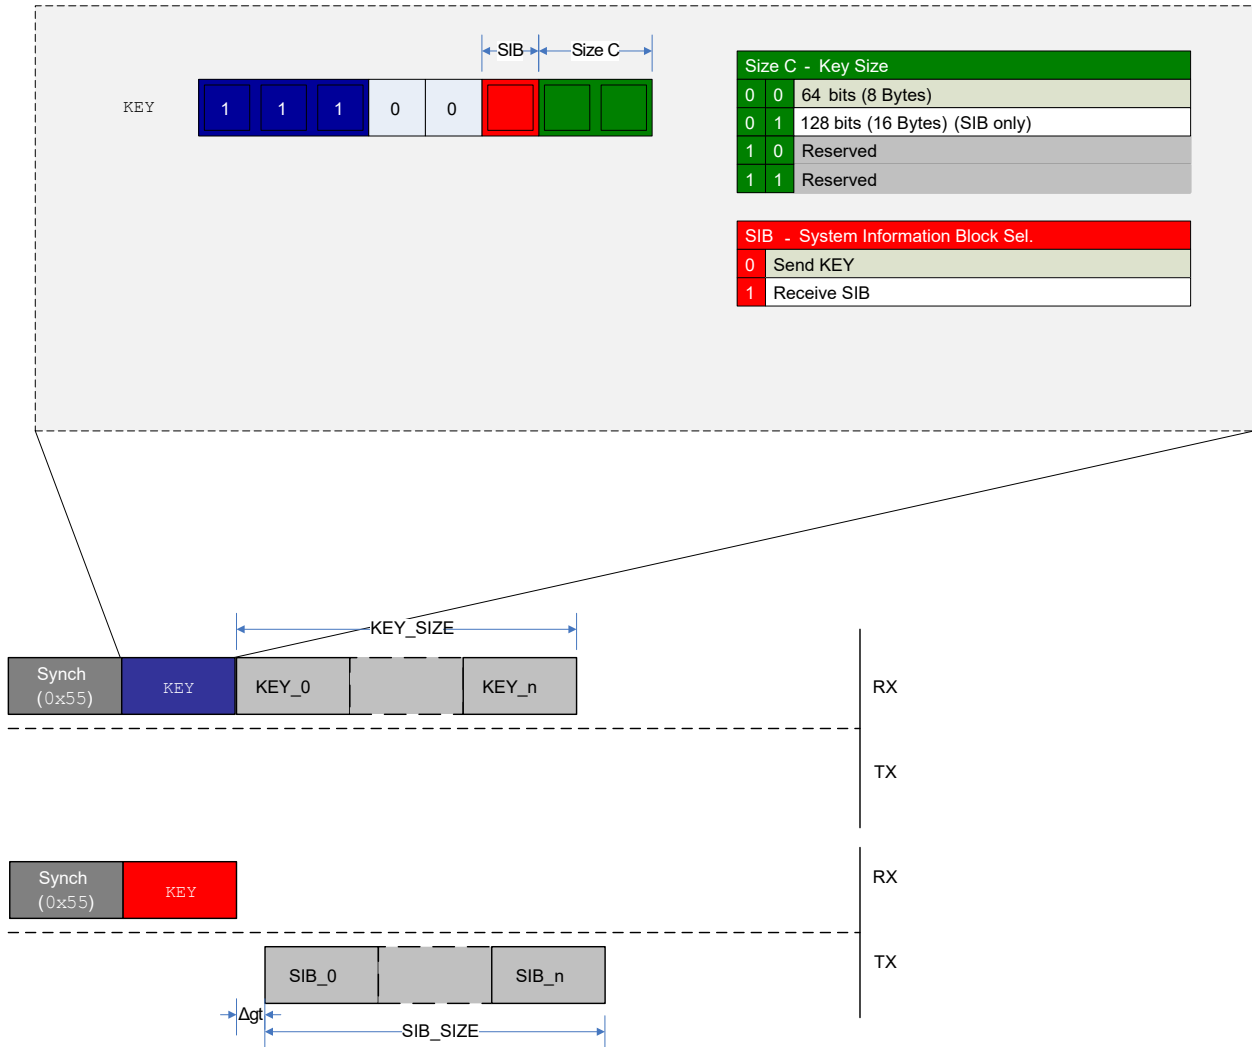 SIB Size C
KEY 1 1 1 0 0
Size C - Key Size
0 0 64 bits (8 Bytes)
0 1 128 bits (16 Bytes) (SIB only)
1 0 Reserved
1 1 Reserved
SIB - System Information Block Sel.
0 Send KEY
1 Receive SIB
KEY_SIZE
Synch
(0x55)
KEY
KEY_0
KEY_n
RX
TX
Synch
(0x55)
KEY
RX
SIB_0
SIB_n
TX
Δgt
SIB_SIZE